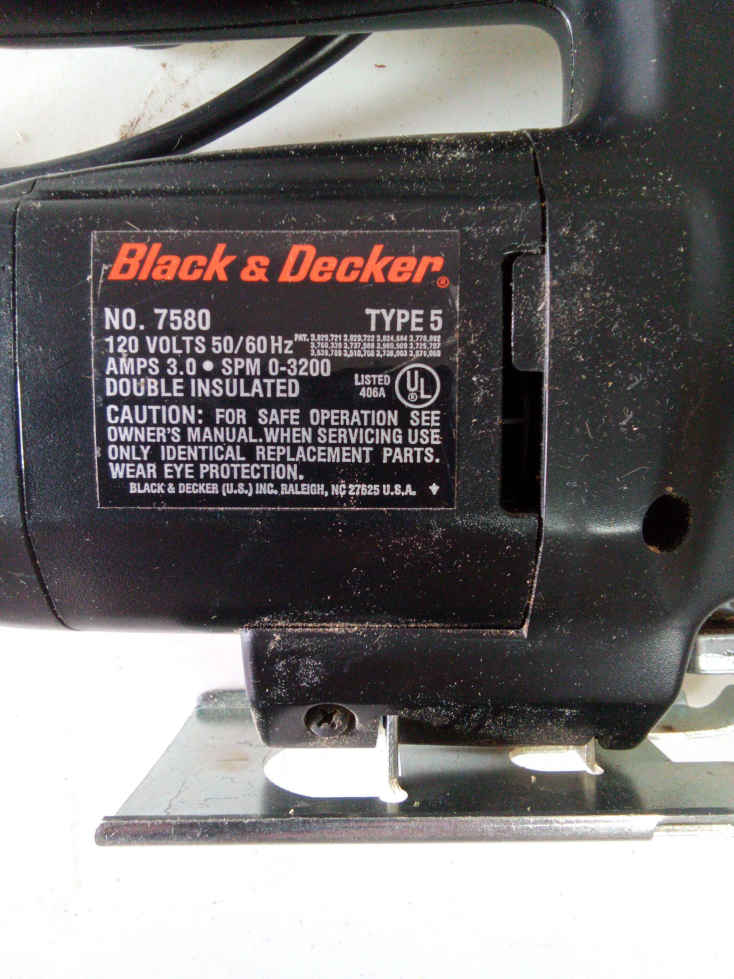 Black & Decker®
NO. 7580 TYPE 5
120 VOLTS 50/60 Hz PAT.
AMPS 3.0 • SPM 0-3200
DOUBLE INSULATED LISTED 406A UL ®
CAUTION: FOR SAFE OPERATION SEE
OWNER'S MANUAL. WHEN SERVICING USE
ONLY IDENTICAL REPLACEMENT PARTS.
WEAR EYE PROTECTION.
BLACK & DECKER (U.S.) INC. RALEIGH, NC 27625 U.S.A.